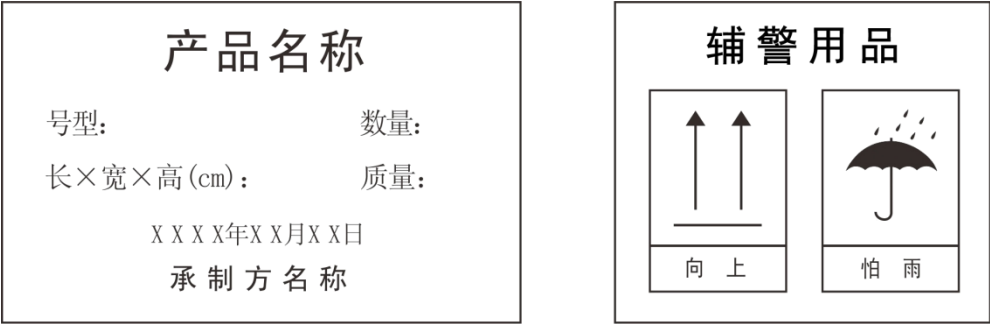 产品名称
号型： 数量：
长×宽×高(cm)： 质量：
XXXX年XX月XX日
承制方名称
辅警用品
向上
怕雨